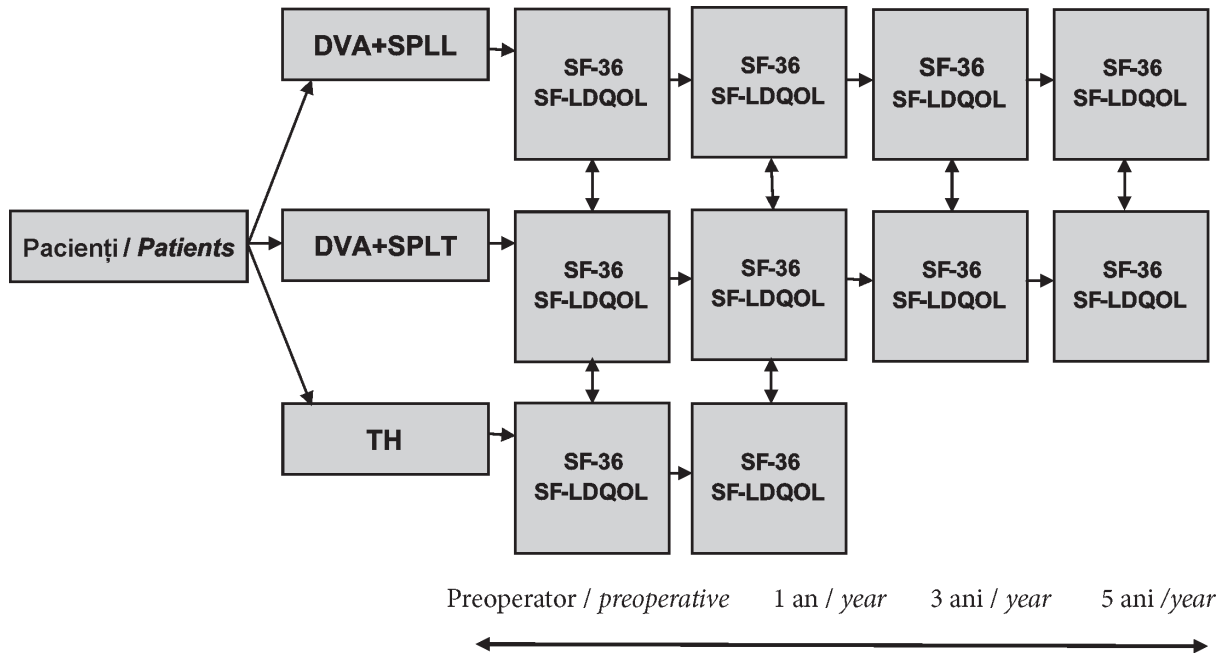 DVA+SPLL
SF-36
SF-LDQOL
SF-36
SF-LDQOL
SF-36
SF-LDQOL
SF-36
SF-LDQOL
Pacienți / Patients
DVA+SPLT
SF-36
SF-LDQOL
SF-36
SF-LDQOL
SF-36
SF-LDQOL
SF-36
SF-LDQOL
TH
SF-36
SF-LDQOL
SF-36
SF-LDQOL
Preoperator / preoperative 1 an / year 3 ani / year 5 ani /year